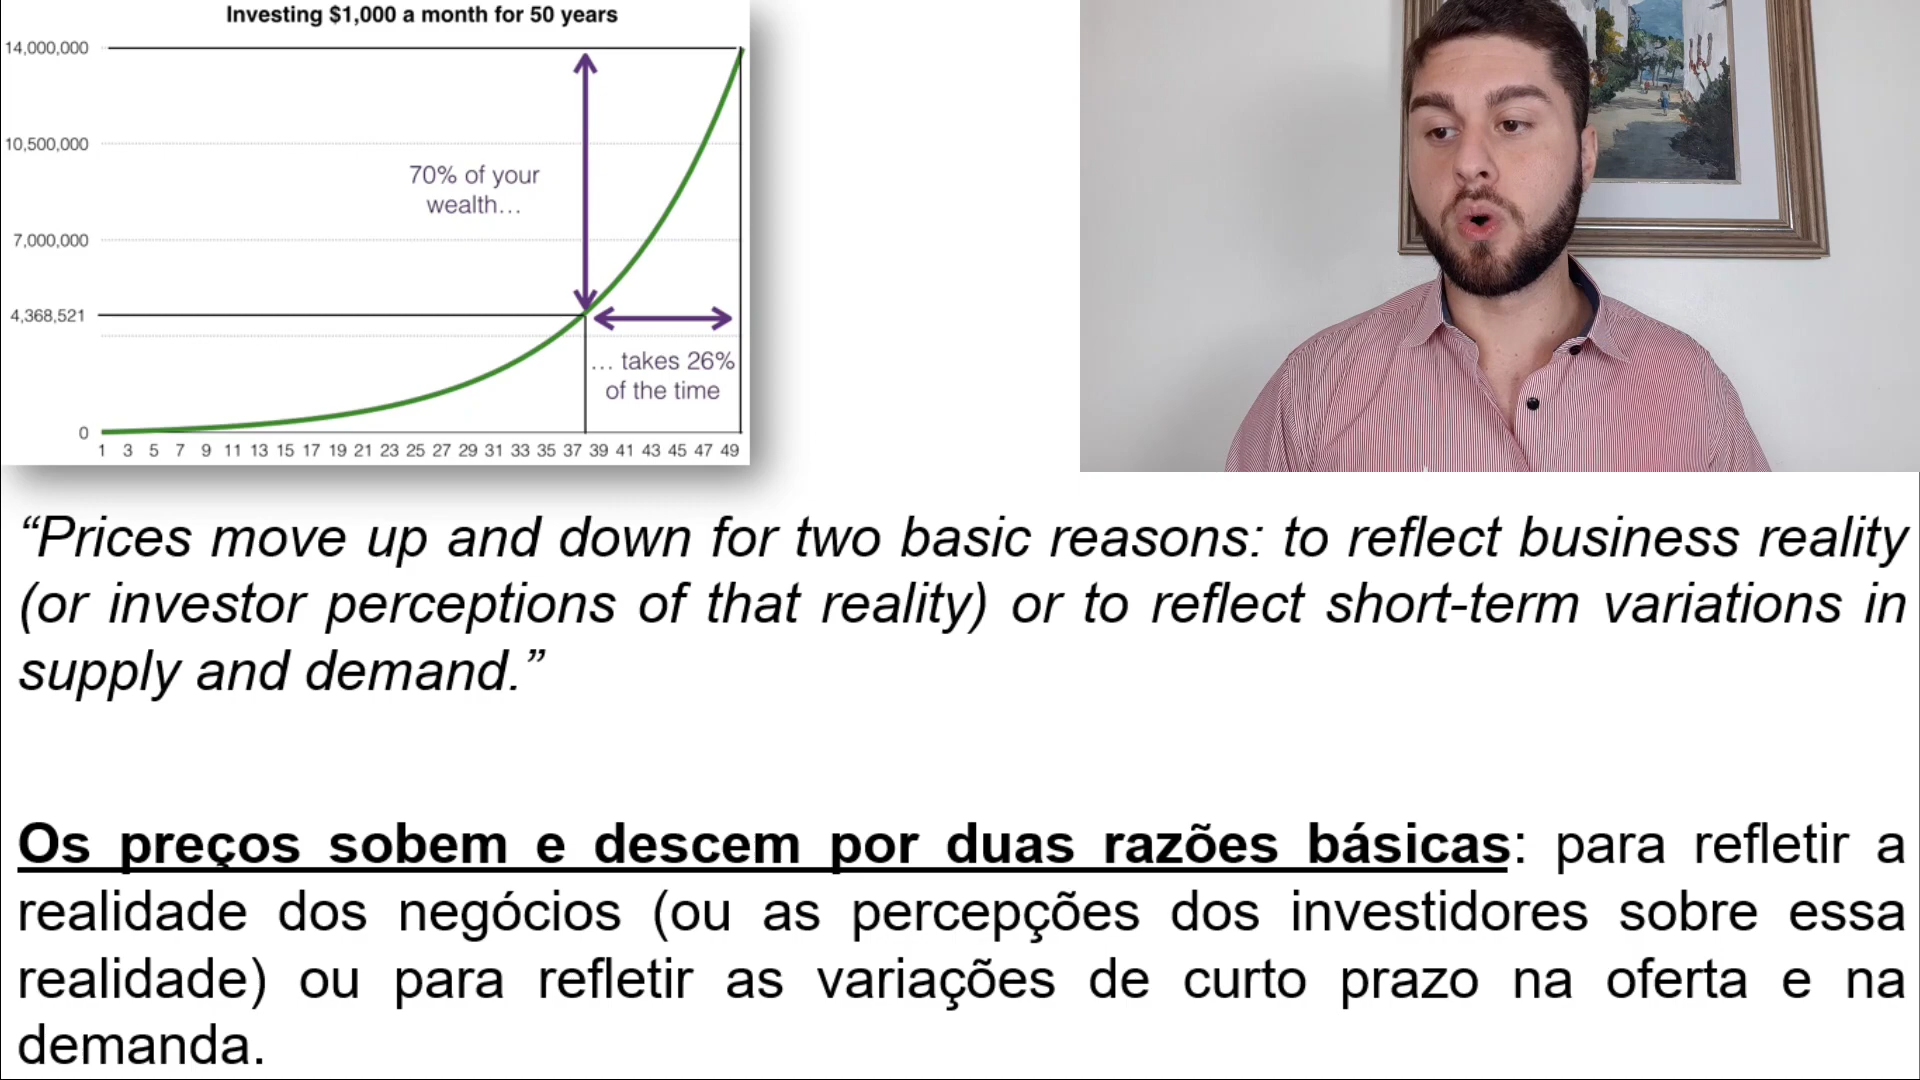 Investing $1,000 a month for 50 years
14,000,000
10,500,000
70% of your
wealth…
7,000,000
4,368,521
… takes 26%
of the time
0
1 3 5 7 9 11 13 15 17 19 21 23 25 27 29 31 33 35 37 39 41 43 45 47 49
“Prices move up and down for two basic reasons: to reflect business reality
(or investor perceptions of that reality) or to reflect short-term variations in
supply and demand.”
Os preços sobem e descem por duas razões básicas: para refletir a
realidade dos negócios (ou as percepções dos investidores sobre essa
realidade) ou para refletir as variações de curto prazo na oferta e na
demanda.